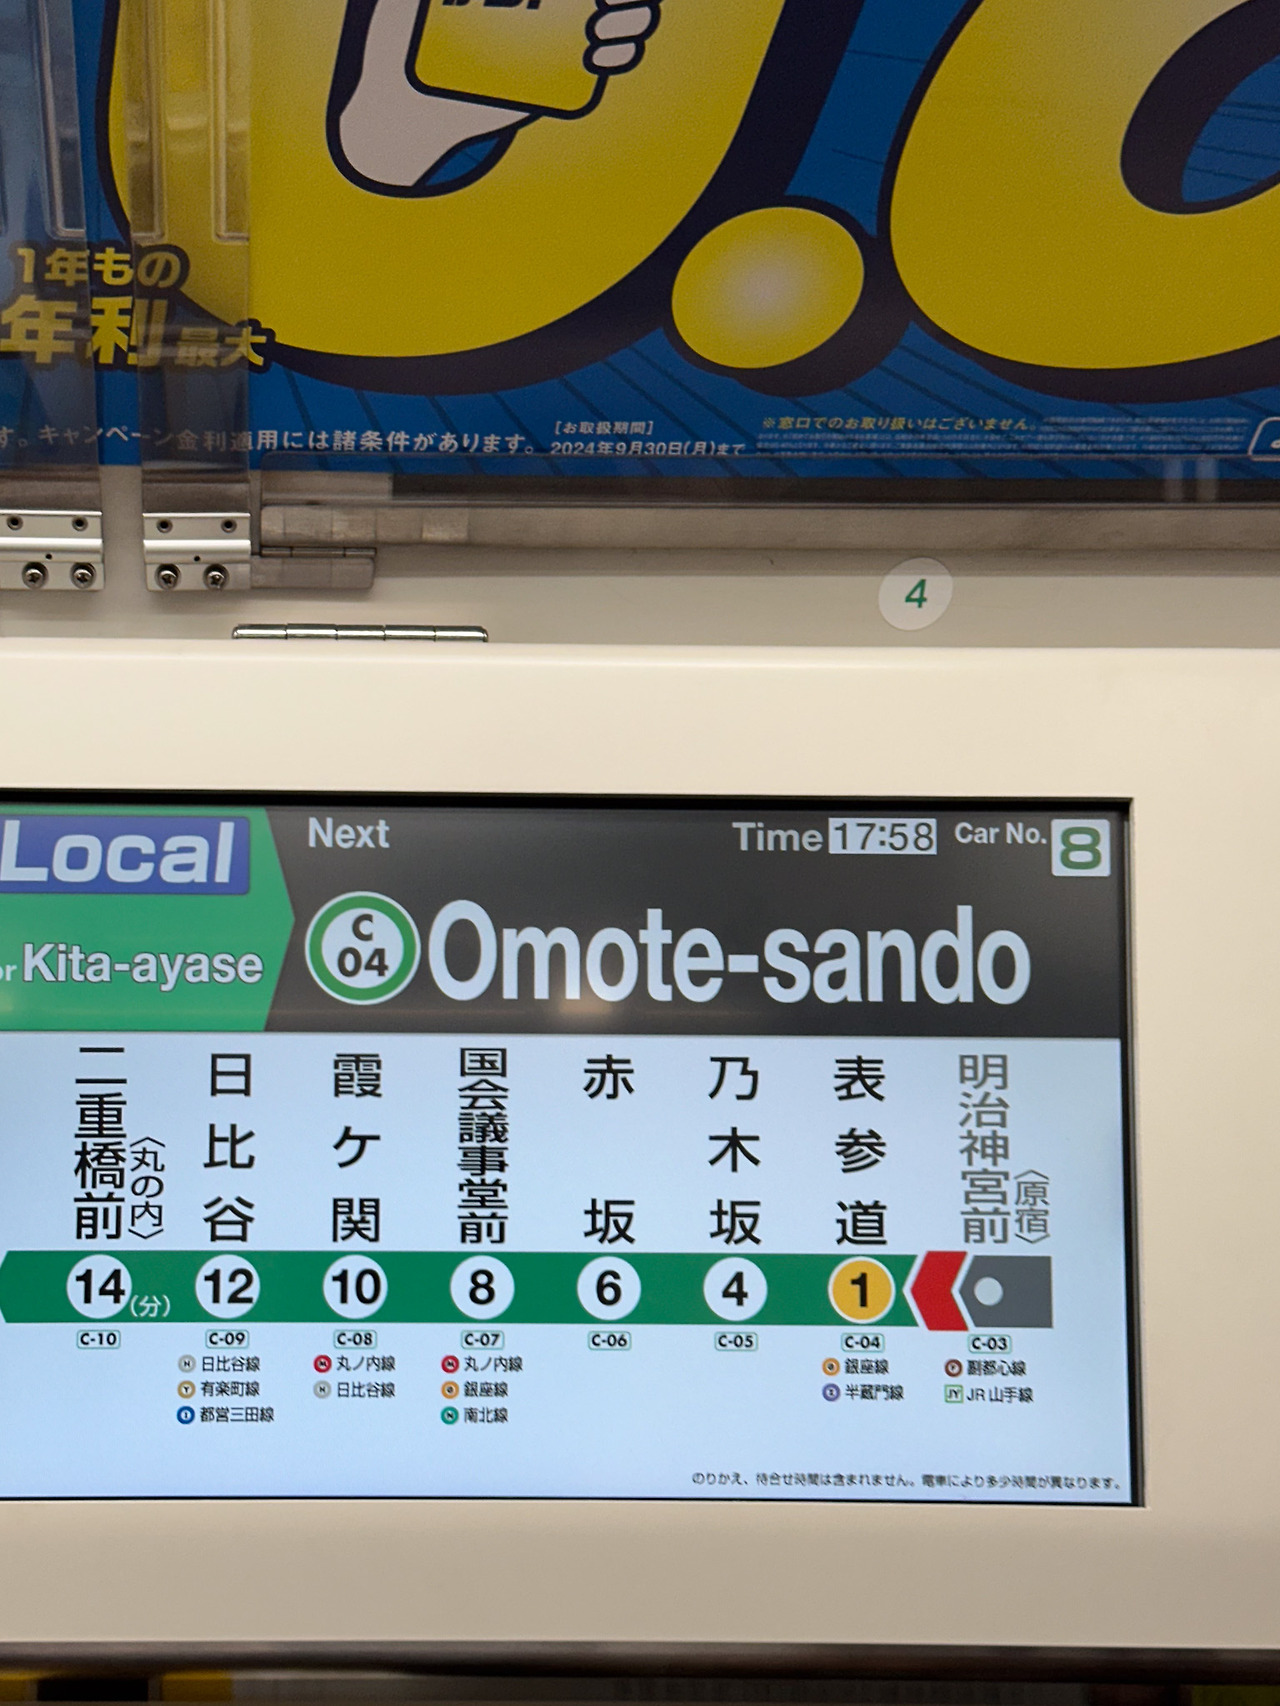 1年もの
年利 最大
す。キャンペーン金利適用には諸条件があります。
[お取扱期間]
2024年9月30日(月)まで
※窓口でのお取り扱いはございません。
4
Local
Next
Time 17:58
Car No. 8
or Kita-ayase
C 04
Omote-sando
二重橋前〈丸の内〉
日比谷
霞ケ関
国会議事堂前
赤坂
乃木坂
表参道
明治神宮前〈原宿〉
14(分) 12 10 8 6 4 1
C-10 C-09 C-08 C-07 C-06 C-05 C-04 C-03
H 日比谷線
Y 有楽町線
I 都営三田線
M 丸ノ内線
H 日比谷線
M 丸ノ内線
G 銀座線
N 南北線
G 銀座線
Z 半蔵門線
F 副都心線
JY JR 山手線
のりかえ、待合せ時間は含まれません。電車により多少時間が異なります。